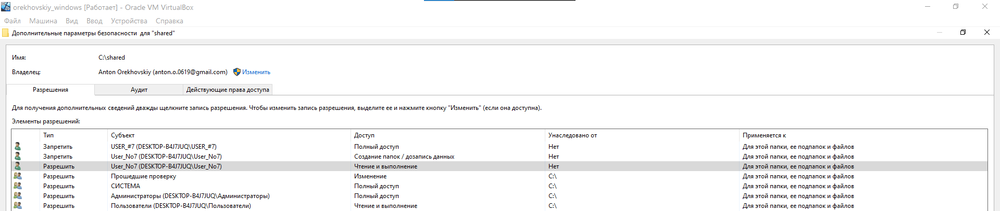 orekhovskiy_windows [Работает] - Oracle VM VirtualBox
Файл Машина Вид Ввод Устройства Справка
Дополнительные параметры безопасности для "shared"
Имя: C:\shared
Владелец: Anton Orekhovskiy (anton.o.0619@gmail.com) Изменить
Разрешения Аудит Действующие права доступа
Для получения дополнительных сведений дважды щелкните запись разрешения. Чтобы изменить запись разрешения, выделите ее и нажмите кнопку "Изменить" (если она доступна).
Элементы разрешений:
Тип Субъект Доступ Унаследовано от Применяется к
Запретить USER_#7 (DESKTOP-B4J7JUQ\USER_#7) Полный доступ Нет Для этой папки, ее подпапок и файлов
Запретить User_No7 (DESKTOP-B4J7JUQ\User_No7) Создание папок / дозапись данных Нет Для этой папки, ее подпапок и файлов
Разрешить User_No7 (DESKTOP-B4J7JUQ\User_No7) Чтение и выполнение Нет Для этой папки, ее подпапок и файлов
Разрешить Прошедшие проверку Изменение C:\ Для этой папки, ее подпапок и файлов
Разрешить СИСТЕМА Полный доступ C:\ Для этой папки, ее подпапок и файлов
Разрешить Администраторы (DESKTOP-B4J7JUQ\Администраторы) Полный доступ C:\ Для этой папки, ее подпапок и файлов
Разрешить Пользователи (DESKTOP-B4J7JUQ\Пользователи) Чтение и выполнение C:\ Для этой папки, ее подпапок и файлов